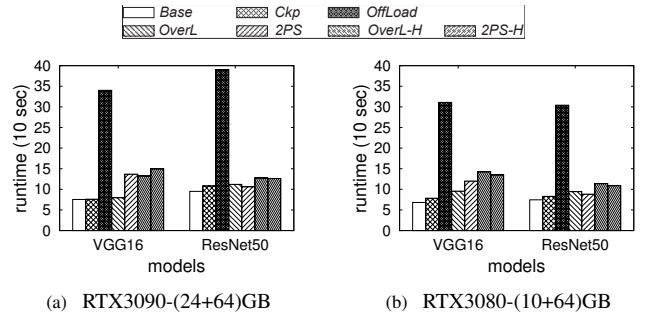 Base Ckp OffLoad
OverL 2PS OverL-H 2PS-H
runtime (10 sec)
40
35
30
25
20
15
10
5
0
VGG16 ResNet50
models
(a) RTX3090-(24+64)GB
runtime (10 sec)
40
35
30
25
20
15
10
5
0
VGG16 ResNet50
models
(b) RTX3080-(10+64)GB